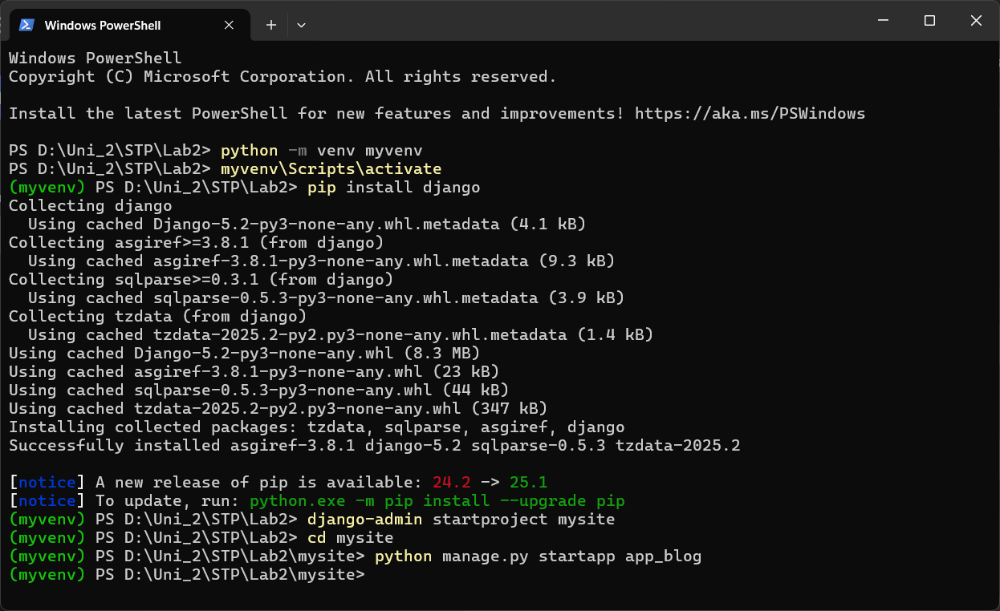 Windows PowerShell
Windows PowerShell
Copyright (C) Microsoft Corporation. All rights reserved.
Install the latest PowerShell for new features and improvements! https://aka.ms/PSWindows
PS D:\Uni_2\STP\Lab2> python -m venv myvenv
PS D:\Uni_2\STP\Lab2> myvenv\Scripts\activate
(myvenv) PS D:\Uni_2\STP\Lab2> pip install django
Collecting django
  Using cached Django-5.2-py3-none-any.whl.metadata (4.1 kB)
Collecting asgiref>=3.8.1 (from django)
  Using cached asgiref-3.8.1-py3-none-any.whl.metadata (9.3 kB)
Collecting sqlparse>=0.3.1 (from django)
  Using cached sqlparse-0.5.3-py3-none-any.whl.metadata (3.9 kB)
Collecting tzdata (from django)
  Using cached tzdata-2025.2-py2.py3-none-any.whl.metadata (1.4 kB)
Using cached Django-5.2-py3-none-any.whl (8.3 MB)
Using cached asgiref-3.8.1-py3-none-any.whl (23 kB)
Using cached sqlparse-0.5.3-py3-none-any.whl (44 kB)
Using cached tzdata-2025.2-py2.py3-none-any.whl (347 kB)
Installing collected packages: tzdata, sqlparse, asgiref, django
Successfully installed asgiref-3.8.1 django-5.2 sqlparse-0.5.3 tzdata-2025.2
[notice] A new release of pip is available: 24.2 -> 25.1
[notice] To update, run: python.exe -m pip install --upgrade pip
(myvenv) PS D:\Uni_2\STP\Lab2> django-admin startproject mysite
(myvenv) PS D:\Uni_2\STP\Lab2> cd mysite
(myvenv) PS D:\Uni_2\STP\Lab2\mysite> python manage.py startapp app_blog
(myvenv) PS D:\Uni_2\STP\Lab2\mysite>